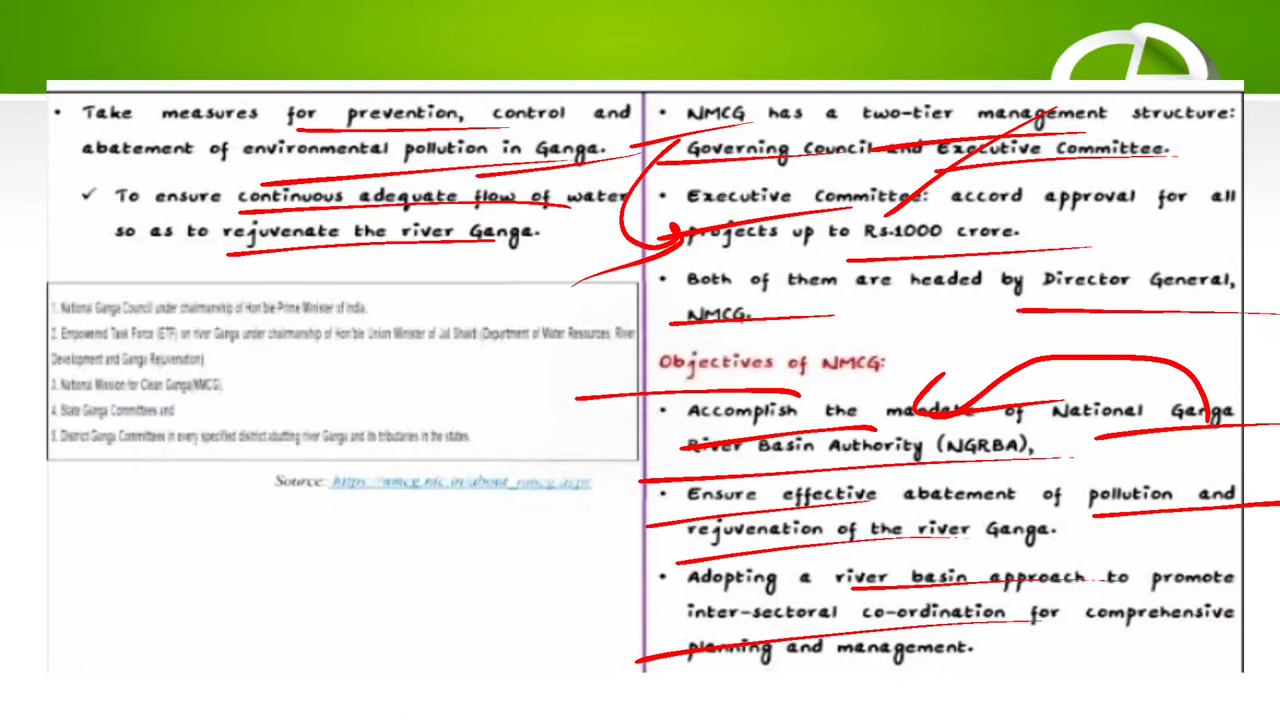 • Take measures for prevention, control and
abatement of environmental pollution in Ganga.
✓ To ensure continuous adequate flow of water
so as to rejuvenate the river Ganga.
1. National Ganga Council under chairmanship of Hon'ble Prime Minister of India.
2. Empowered Task Force (ETF) on river Ganga under chairmanship of Hon'ble Union Minister of Jal Shakti (Department of Water Resources, River
Development and Ganga Rejuvenation)
3. National Mission for Clean Ganga(NMCG).
4. State Ganga Committees and
5. District Ganga Committees in every specified district abutting river Ganga and its tributaries in the states.
Source: https://nmcg.nic.in/about_nmcg.aspx
• NMCG has a two-tier management structure:
Governing Council and Executive Committee.
• Executive Committee: accord approval for all
projects up to Rs.1000 crore.
• Both of them are headed by Director General,
NMCG.
Objectives of NMCG:
• Accomplish the mandate of National Ganga
River Basin Authority (NGRBA),
• Ensure effective abatement of pollution and
rejuvenation of the river Ganga.
• Adopting a river basin approach to promote
inter-sectoral co-ordination for comprehensive
planning and management.